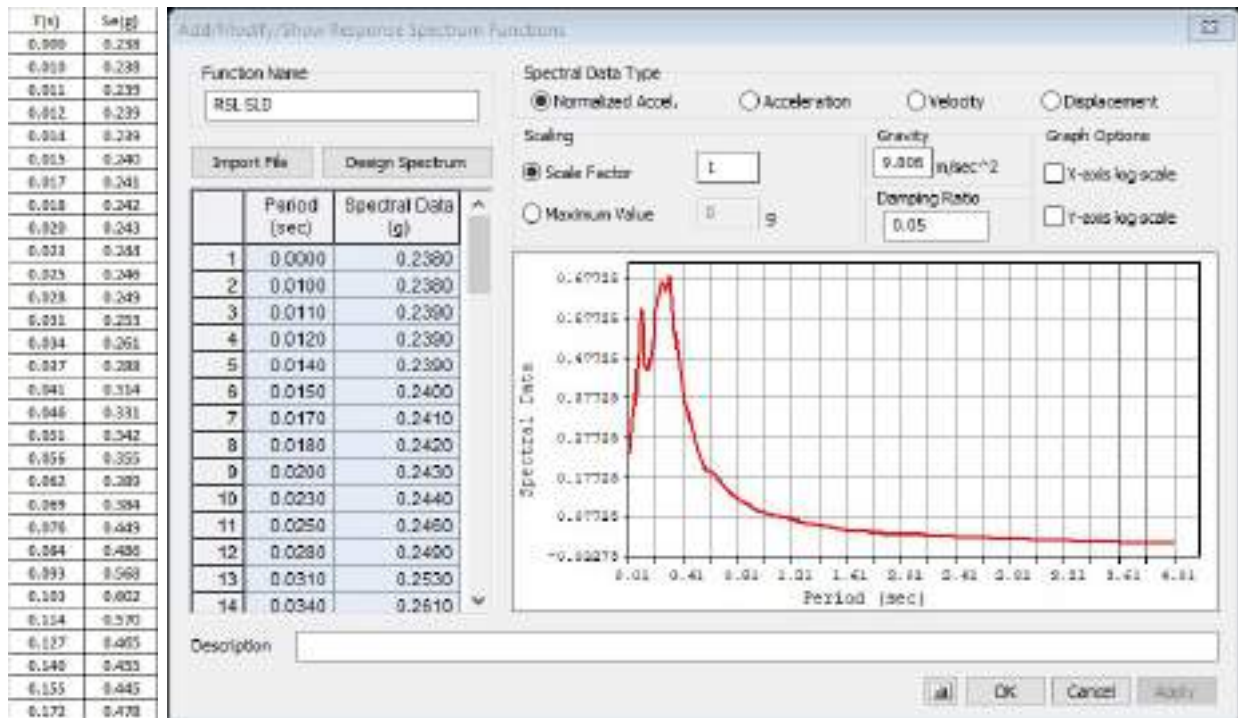 T(s) Se(g)
0.000 0.238
0.010 0.238
0.011 0.239
0.012 0.239
0.014 0.239
0.015 0.240
0.017 0.241
0.018 0.242
0.020 0.243
0.023
0.025 0.246
0.028 0.249
0.031 0.253
0.034 0.261
0.037 0.288
0.041 0.314
0.046 0.331
0.051 0.342
0.056 0.355
0.062
0.069 0.384
0.076 0.449
0.084 0.486
0.093 0.568
0.103 0.602
0.114 0.570
0.127 0.465
0.140
0.155 0.445
0.172 0.478
Add/Modify/Show Response Spectrum Functions
Function Name
RSL SLD
Import File Design Spectrum
Period (sec) Spectral Data (g)
1 0.0000 0.2380
2 0.0100 0.2380
3 0.0110 0.2390
4 0.0120 0.2390
5 0.0140 0.2390
6 0.0150 0.2400
7 0.0170 0.2410
8 0.0180 0.2420
9 0.0200 0.2430
10 0.0230 0.2440
11 0.0250 0.2460
12 0.0280 0.2490
13 0.0310 0.2530
14 0.0340 0.2610
Spectral Data Type
Normalized Accel. Acceleration Velocity Displacement
Scaling
Scale Factor 1
Maximum Value 0 g
Gravity
9.806 m/sec^2
Damping Ratio
0.05
Graph Options
X-axis log scale
Y-axis log scale
Spectral Data
0.01 0.41 1.61 2.41 3.61
Period (sec)
Description
OK Cancel Apply